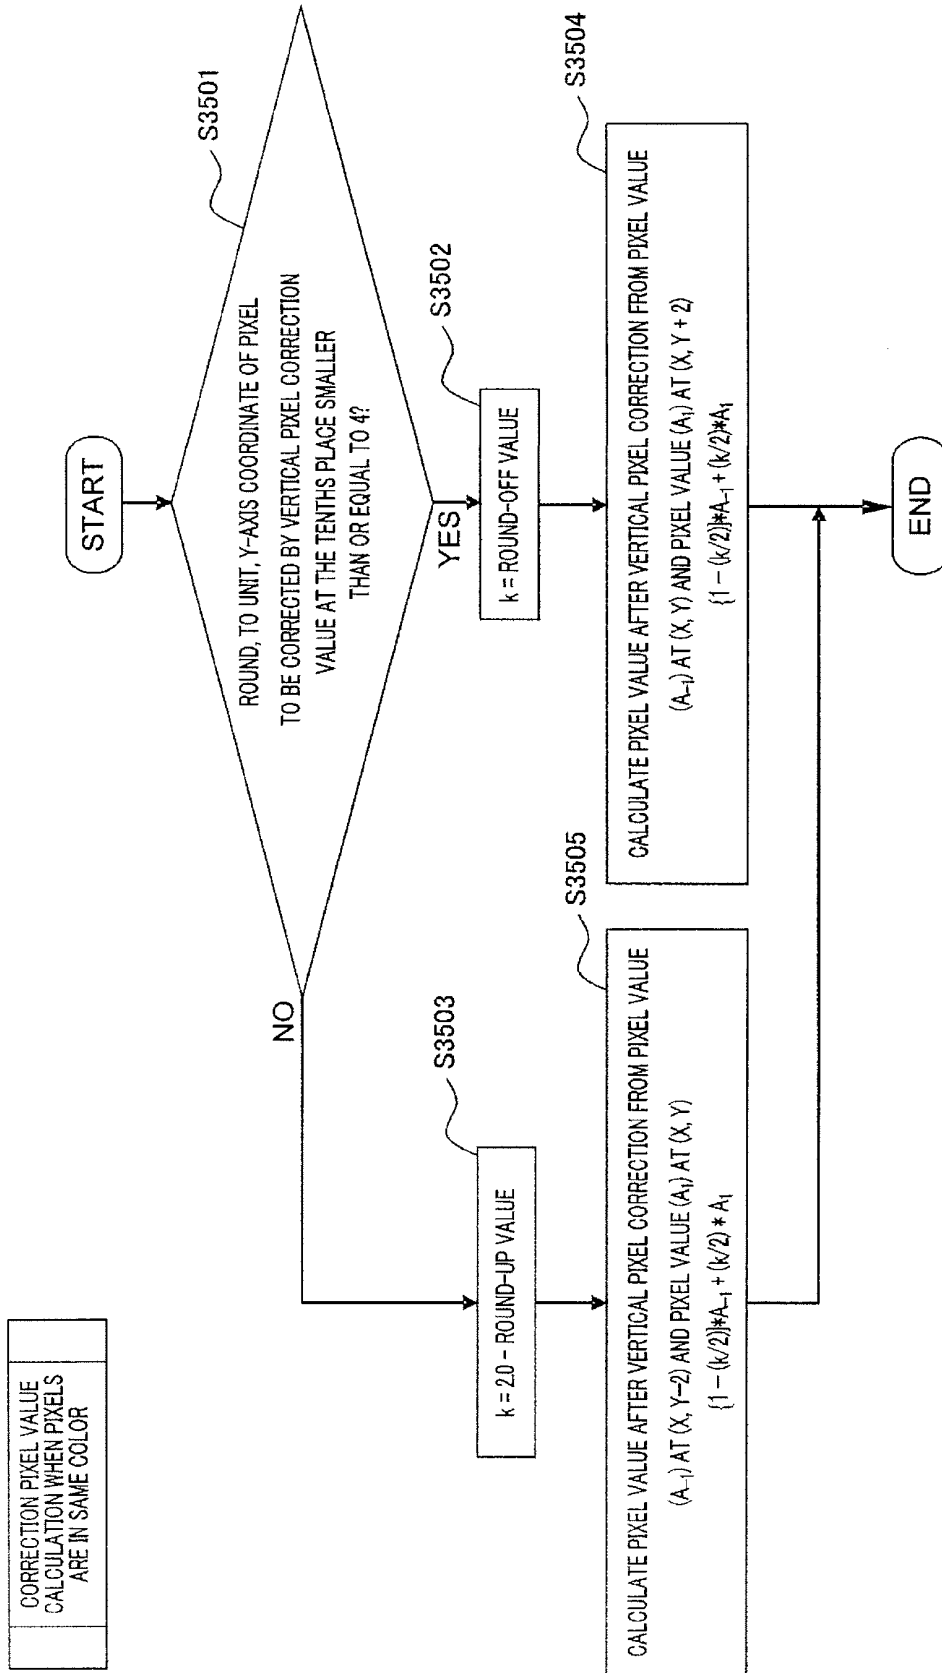 CORRECTION PIXEL VALUE
CALCULATION WHEN PIXELS
ARE IN SAME COLOR
START
S3501
ROUND, TO UNIT, Y-AXIS COORDINATE OF PIXEL
TO BE CORRECTED BY VERTICAL PIXEL CORRECTION
VALUE AT THE TENTHS PLACE SMALLER
THAN OR EQUAL TO 4?
NO
YES
S3502
k = ROUND-OFF VALUE
S3503
k = 2.0 – ROUND-UP VALUE
S3504
CALCULATE PIXEL VALUE AFTER VERTICAL PIXEL CORRECTION FROM PIXEL VALUE
(A₋₁) AT (X, Y) AND PIXEL VALUE (A₁) AT (X, Y + 2)
{1 – (k/2)}*A₋₁ + (k/2)*A₁
S3505
CALCULATE PIXEL VALUE AFTER VERTICAL PIXEL CORRECTION FROM PIXEL VALUE
(A₋₁) AT (X, Y–2) AND PIXEL VALUE (A₁) AT (X, Y)
{1 – (k/2)}*A₋₁ + (k/2) * A₁
END